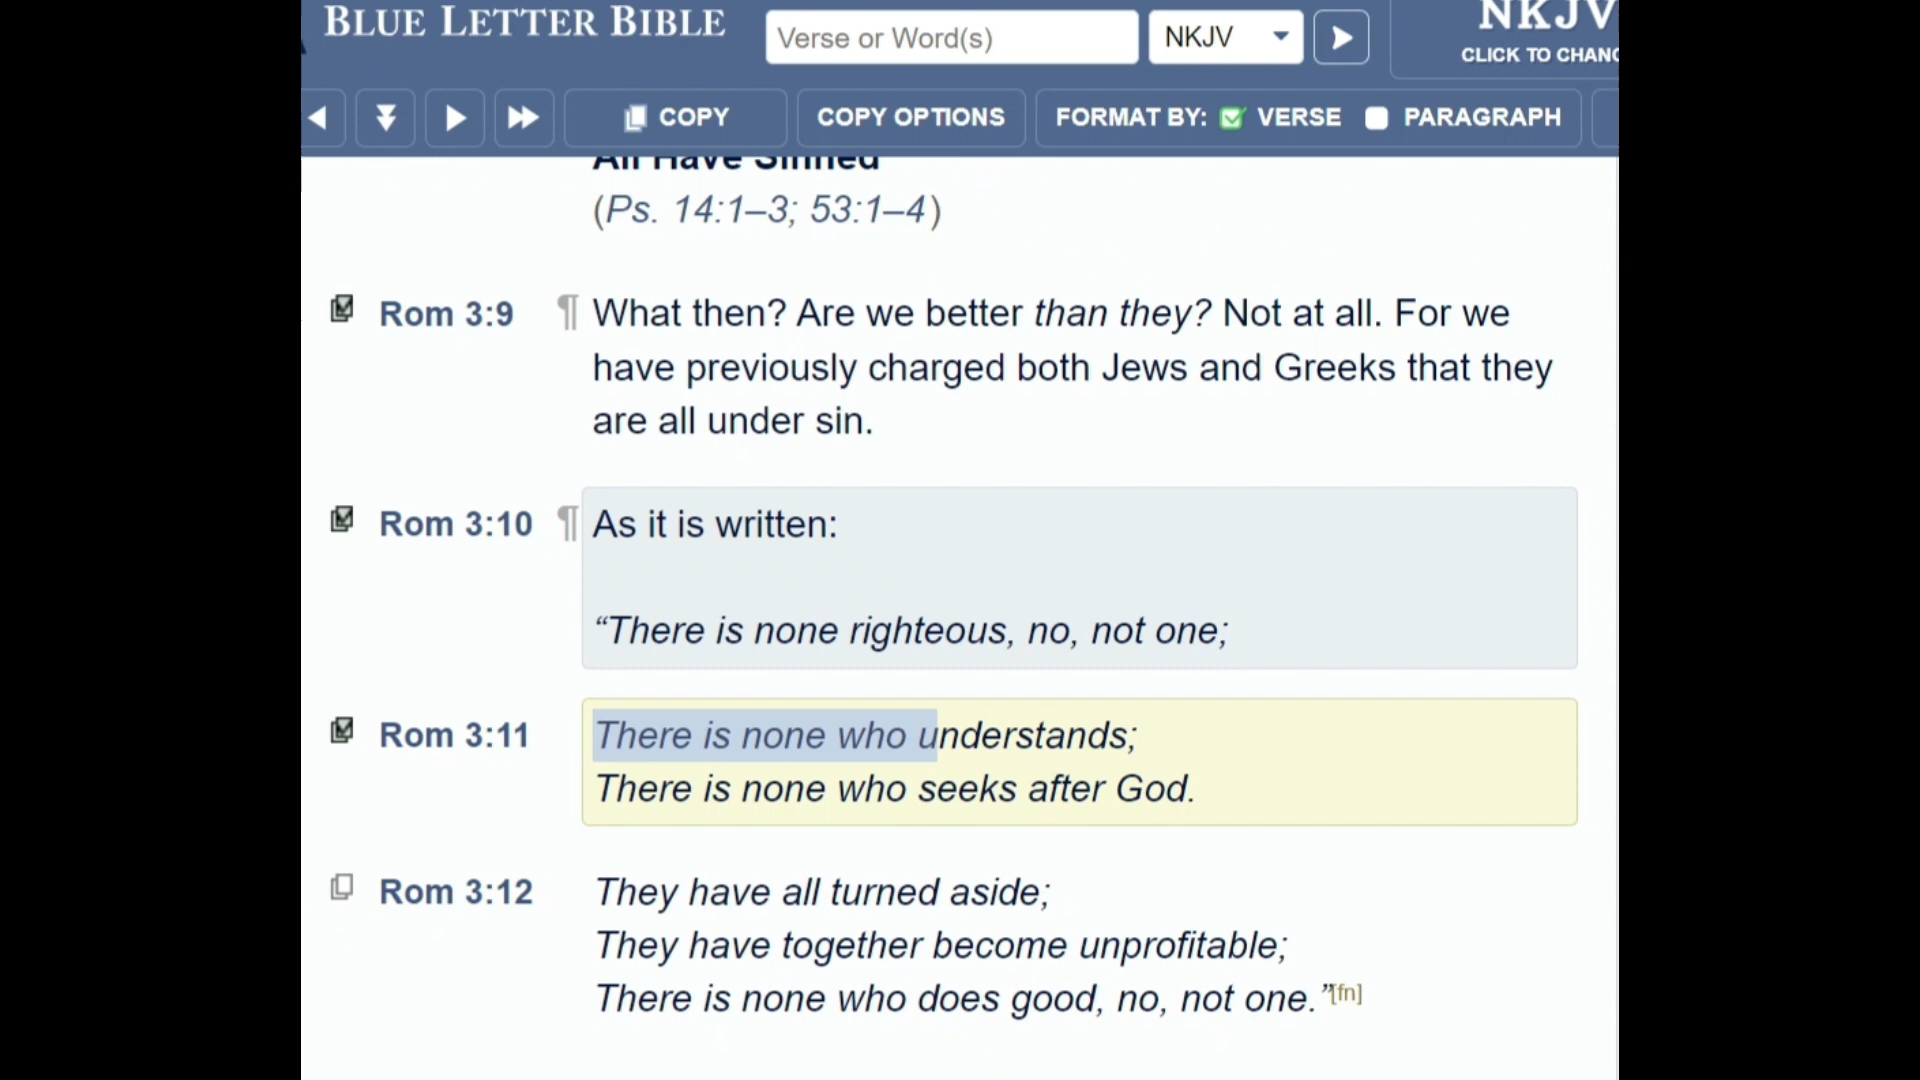 BLUE LETTER BIBLE
Verse or Word(s)
NKJV
NKJV
CLICK TO CHANG
COPY
COPY OPTIONS
FORMAT BY: VERSE PARAGRAPH
All Have Sinned
(Ps. 14:1–3; 53:1–4)
Rom 3:9 ¶ What then? Are we better than they? Not at all. For we
have previously charged both Jews and Greeks that they
are all under sin.
Rom 3:10 ¶ As it is written:
“There is none righteous, no, not one;
Rom 3:11 There is none who understands;
There is none who seeks after God.
Rom 3:12 They have all turned aside;
They have together become unprofitable;
There is none who does good, no, not one.”[fn]